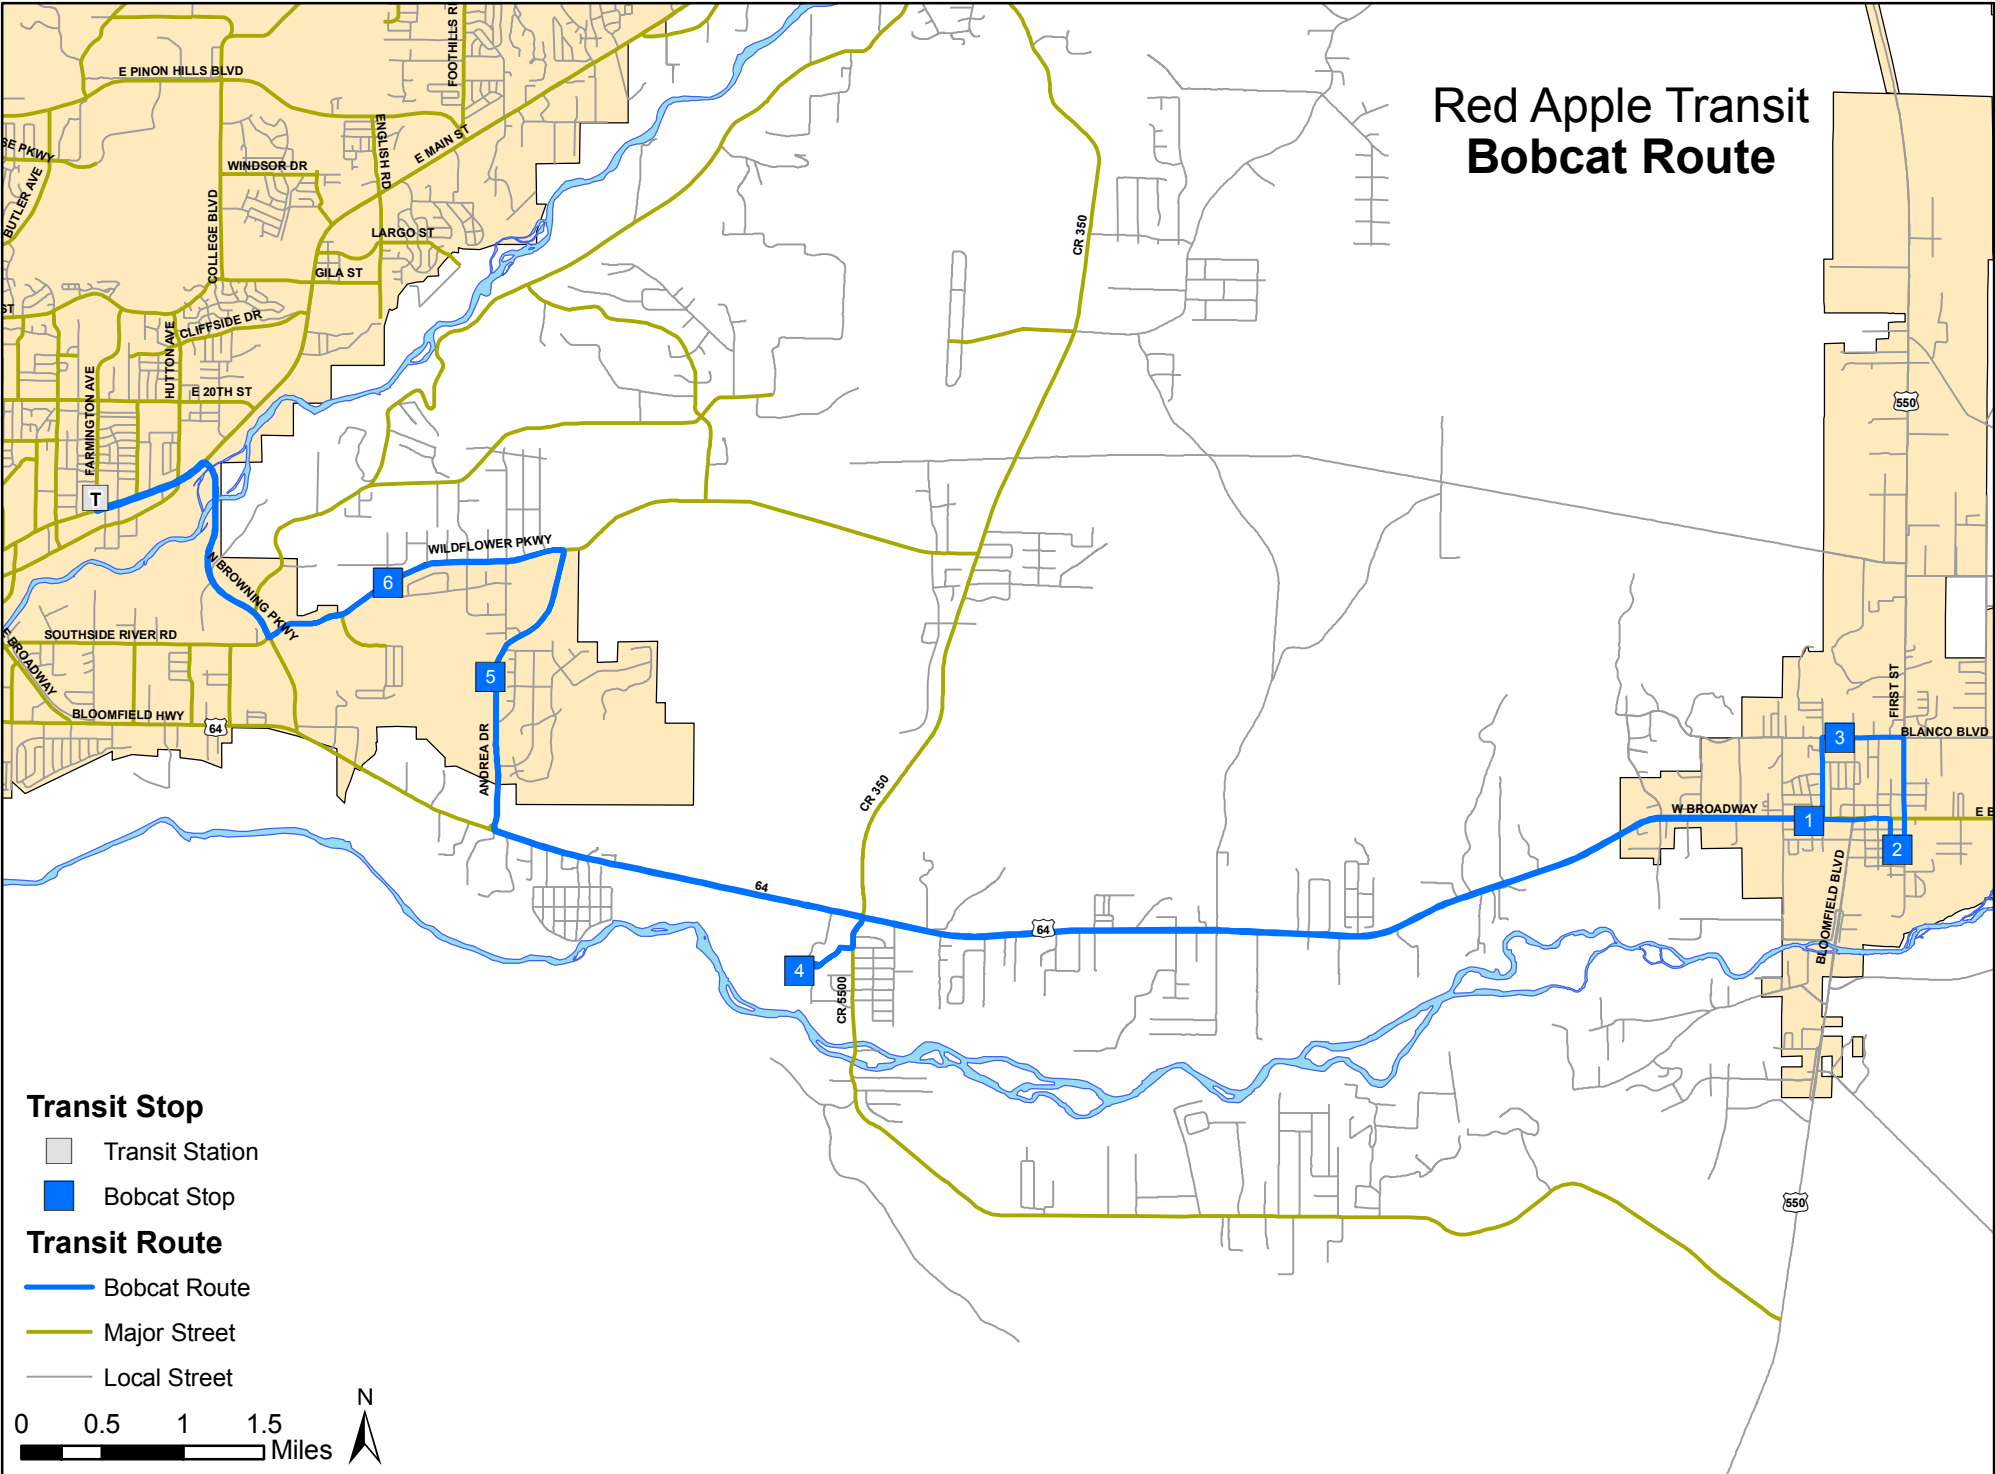 Red Apple Transit
Bobcat Route
E PINON HILLS BLVD
FOOTHILLS R
ENGLISH RD
E MAIN ST
SE PKWY
BUTLER AVE
WINDSOR DR
COLLEGE BLVD
LARGO ST
GILA ST
ST
CLIFFSIDE DR
HUTTON AVE
E 20TH ST
FARMINGTON AVE
T
CR 350
550
WILDFLOWER PKWY
6
N BROWNING PKWY
SOUTHSIDE RIVER RD
E BROADWAY
BLOOMFIELD HWY
64
5
ANDREA DR
CR 350
FIRST ST
3
BLANCO BLVD
W BROADWAY
1
E B
2
BLOOMFIELD BLVD
64
64
4
CR 5500
550
Transit Stop
Transit Station
Bobcat Stop
Transit Route
Bobcat Route
Major Street
Local Street
N
0 0.5 1 1.5
Miles